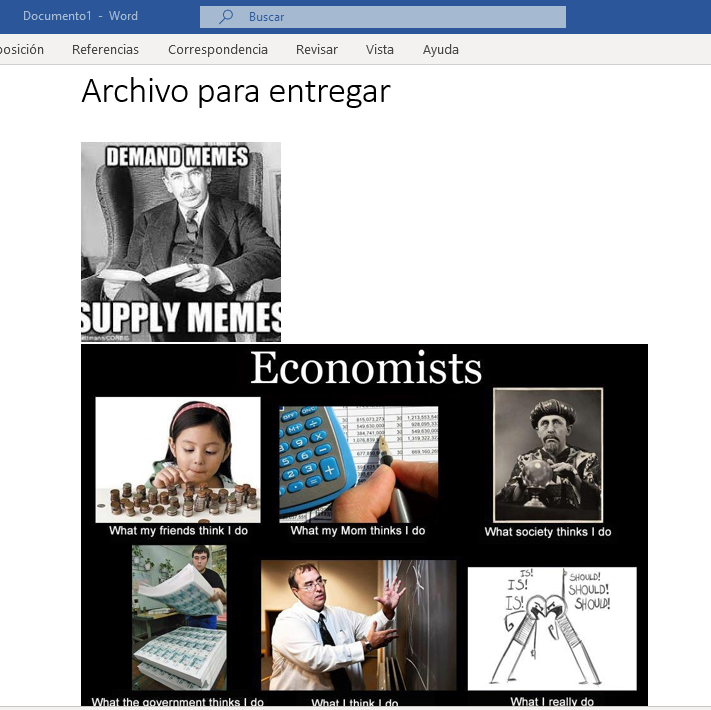 Documento1 - Word
Buscar
posición Referencias Correspondencia Revisar Vista Ayuda
Archivo para entregar
DEMAND MEMES
SUPPLY MEMES
Economists
What my friends think I do
What my Mom thinks I do
What society thinks I do
IS!
IS!
IS!
SHOULD!
SHOULD!
SHOULD!
What the government thinks I do
What I think I do
What I really do